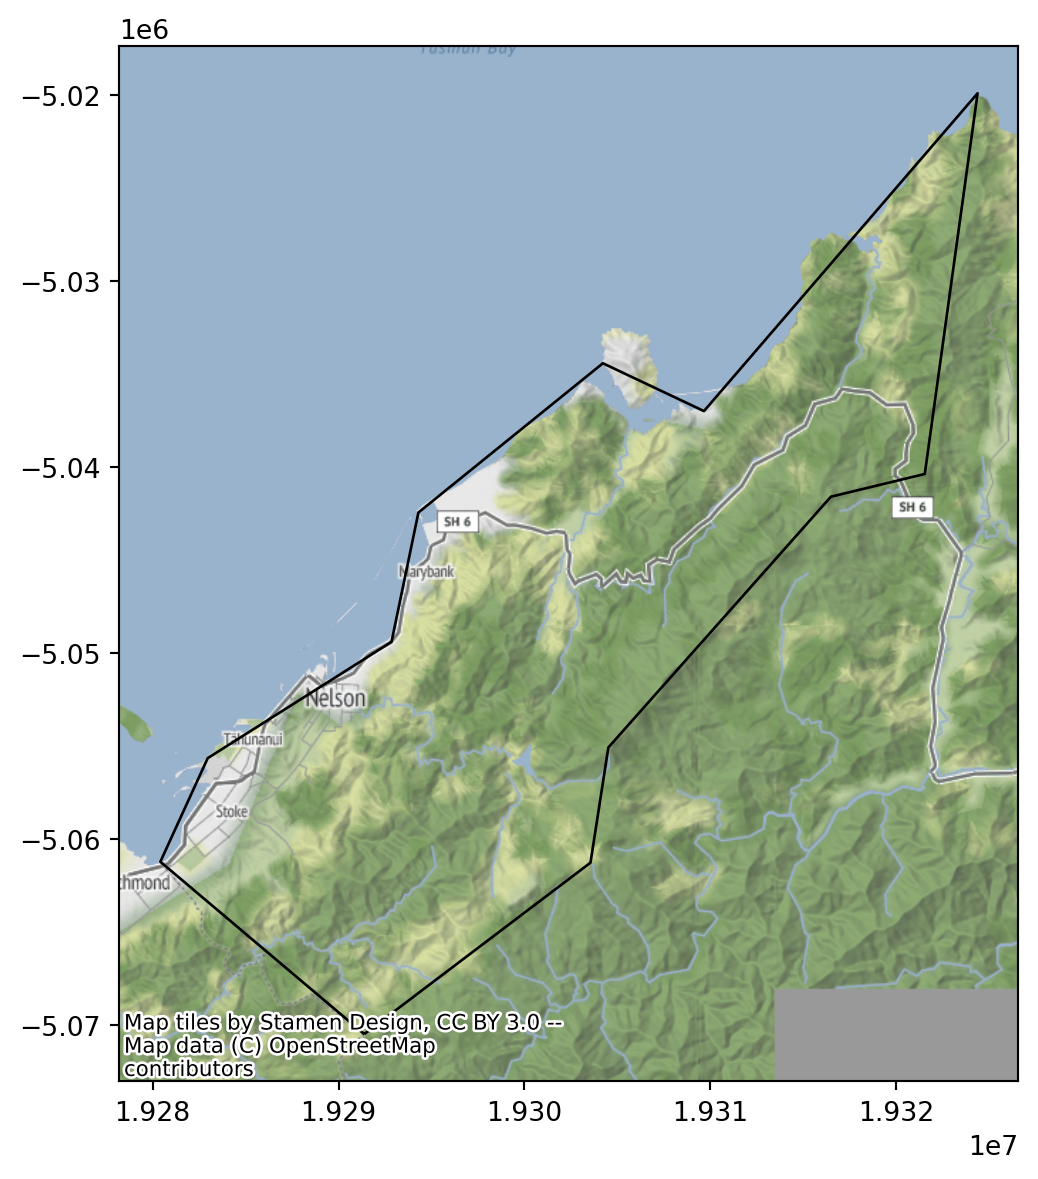 1e6
Tasman Bay
−5.02
−5.03
−5.04
SH 6
SH 6
Marybank
−5.05
Nelson
Tāhunanui
Stoke
−5.06
chmond
−5.07
Map tiles by Stamen Design, CC BY 3.0 --
Map data (C) OpenStreetMap
contributors
1.928 1.929 1.930 1.931 1.932
1e7